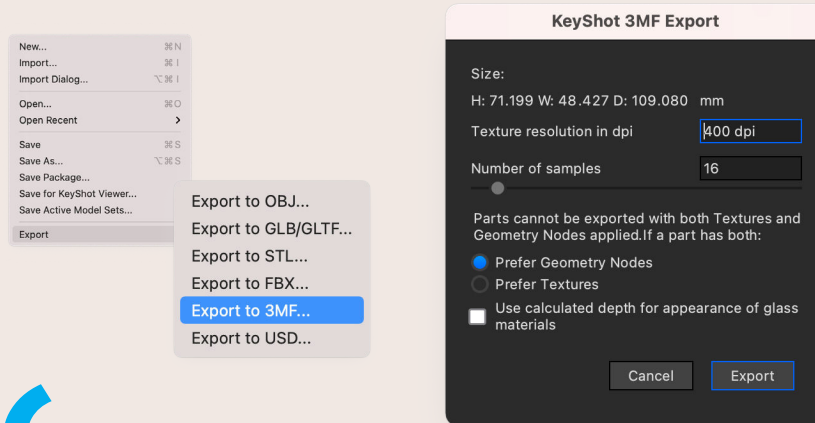 New... ⌘N
Import... ⌘I
Import Dialog... ⌥⌘I
Open... ⌘O
Open Recent >
Save ⌘S
Save As... ⌥⌘S
Save Package...
Save for KeyShot Viewer...
Save Active Model Sets...
Export
Export to OBJ...
Export to GLB/GLTF...
Export to STL...
Export to FBX...
Export to 3MF...
Export to USD...
KeyShot 3MF Export
Size:
H: 71.199 W: 48.427 D: 109.080 mm
Texture resolution in dpi 400 dpi
Number of samples 16
Parts cannot be exported with both Textures and
Geometry Nodes applied.If a part has both:
Prefer Geometry Nodes
Prefer Textures
Use calculated depth for appearance of glass
materials
Cancel Export